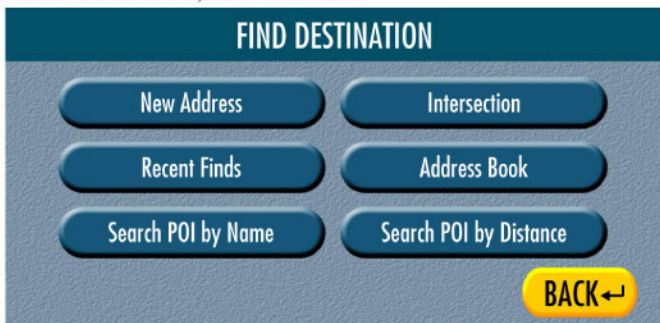 FIND DESTINATION
New Address
Intersection
Recent Finds
Address Book
Search POI by Name
Search POI by Distance
BACK